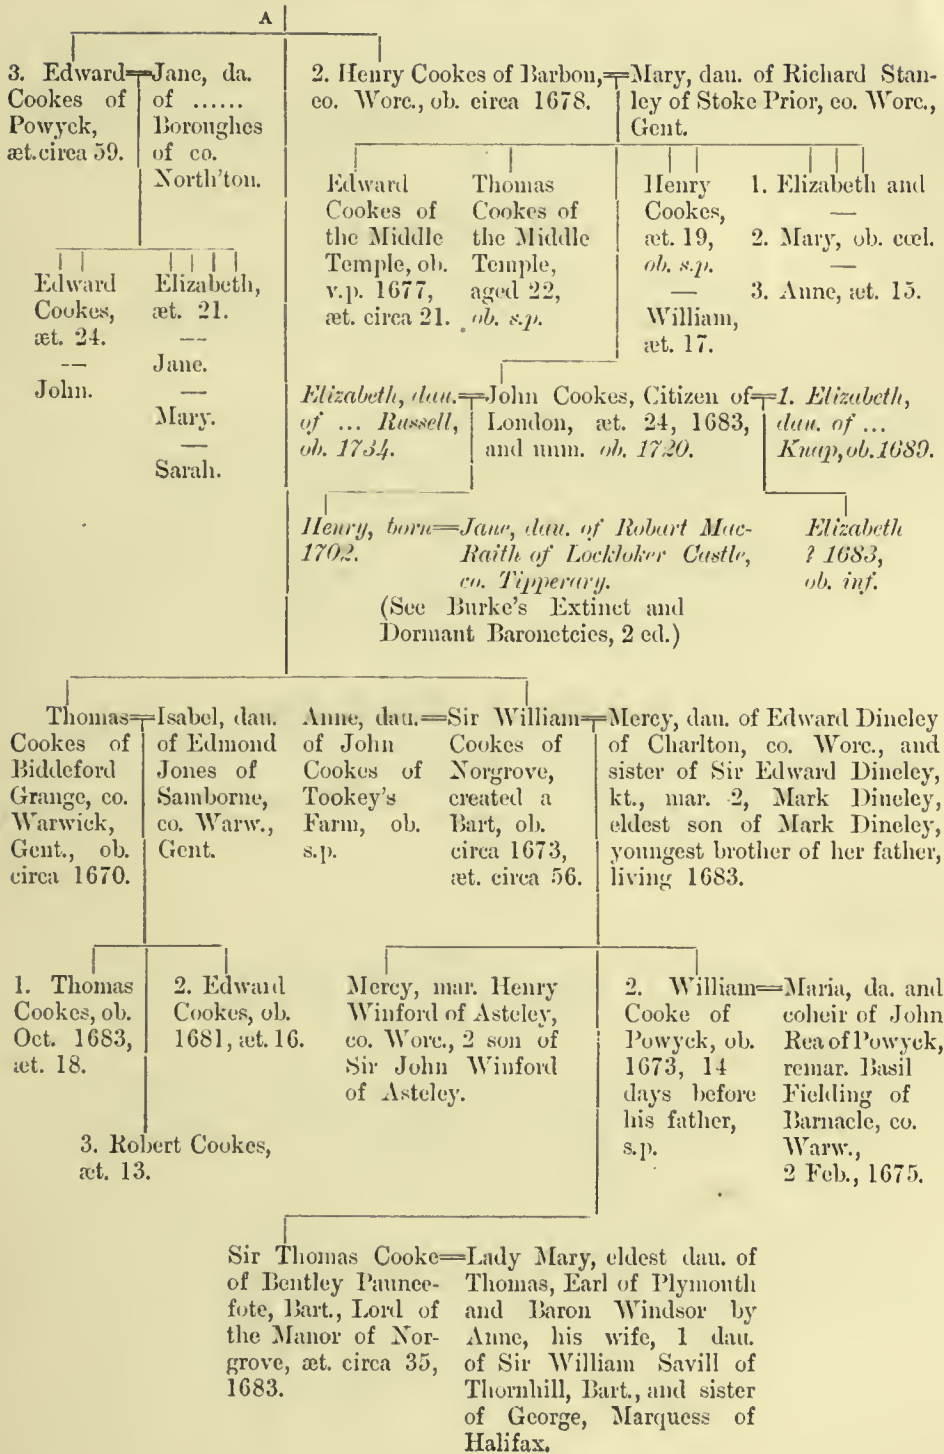 A
3. Edward═Jane, da.
Cookes of
Powyck,
æt. circa 59.
of ......
Boroughes
of co.
North'ton.
2. Henry Cookes of Barbon,═Mary, dau. of Richard Stan-
co. Worc., ob. circa 1678.
ley of Stoke Prior, co. Worc.,
Gent.
Edward
Cookes,
æt. 24.
—
John.
Elizabeth,
æt. 21.
—
Jane.
—
Mary.
—
Sarah.
Edward
Cookes of
the Middle
Temple, ob.
v.p. 1677,
æt. circa 21.
Thomas
Cookes of
the Middle
Temple,
aged 22,
ob. s.p.
Henry
Cookes,
æt. 19,
ob. s.p.
—
William,
æt. 17.
1. Elizabeth and
—
2. Mary, ob. cœl.
—
3. Anne, æt. 15.
Elizabeth, dau.═John Cookes, Citizen of═1. Elizabeth,
of ... Russell,
ob. 1734.
London, æt. 24, 1683,
and unm. ob. 1720.
dau. of ...
Knap, ob. 1689.
Henry, born═Jane, dau. of Robart Mac-
1702.
Raith of Lockloker Castle,
co. Tipperary.
(See Burke's Extinct and
Dormant Baronetcies, 2 ed.)
Elizabeth
? 1683,
ob. inf.
Thomas═Isabel, dau.
Cookes of
Biddeford
Grange, co.
Warwick,
Gent., ob.
circa 1670.
of Edmond
Jones of
Samborne,
co. Warw.,
Gent.
Anne, dau.═Sir William═Mercy, dau. of Edward Dineley
of John
Cookes of
Tookey's
Farm, ob.
s.p.
Cookes of
Norgrove,
created a
Bart, ob.
circa 1673,
æt. circa 56.
of Charlton, co. Worc., and
sister of Sir Edward Dineley,
kt., mar. 2, Mark Dineley,
eldest son of Mark Dineley,
youngest brother of her father,
living 1683.
1. Thomas
Cookes, ob.
Oct. 1683,
æt. 18.
2. Edward
Cookes, ob.
1681, æt. 16.
3. Robert Cookes,
æt. 13.
Mercy, mar. Henry
Winford of Asteley,
co. Worc., 2 son of
Sir John Winford
of Asteley.
2. William═Maria, da. and
Cooke of
Powyck, ob.
1673, 14
days before
his father,
s.p.
coheir of John
Rea of Powyck,
remar. Basil
Fielding of
Barnacle, co.
Warw.,
2 Feb., 1675.
Sir Thomas Cooke═Lady Mary, eldest dau. of
of Bentley Paunce-
fote, Bart., Lord of
the Manor of Nor-
grove, æt. circa 35,
1683.
Thomas, Earl of Plymouth
and Baron Windsor by
Anne, his wife, 1 dau.
of Sir William Savill of
Thornhill, Bart., and sister
of George, Marquess of
Halifax.